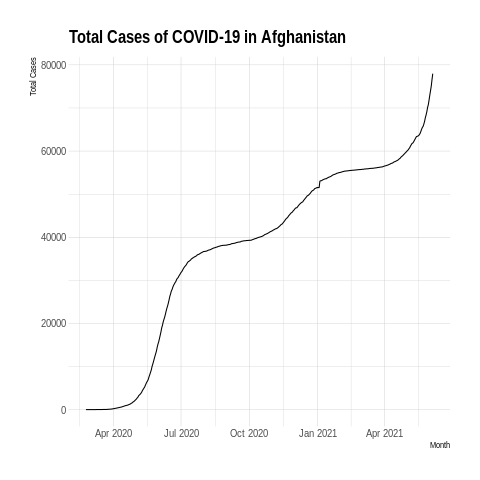 Total Cases of COVID-19 in Afghanistan
Total Cases
80000
60000
40000
20000
0
Apr 2020 Jul 2020 Oct 2020 Jan 2021 Apr 2021
Month